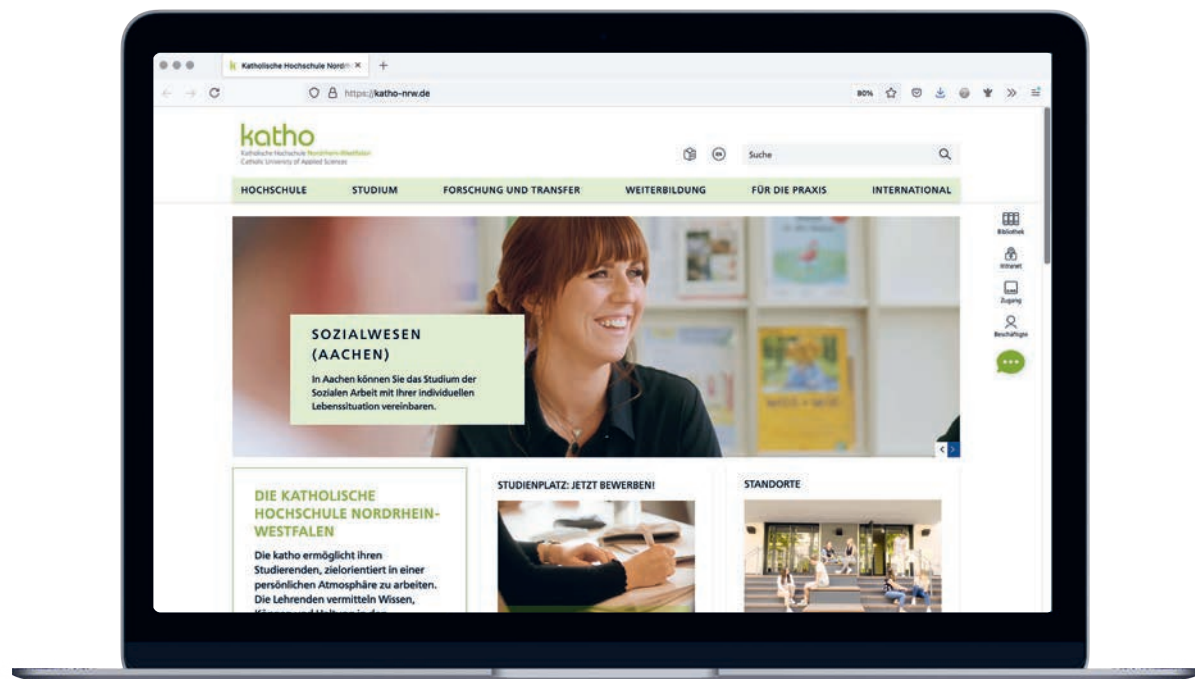 Katholische Hochschule Nordrh
https://katho-nrw.de
80%
katho
Katholische Hochschule Nordrhein-Westfalen
Catholic University of Applied Sciences
EN
Suche
HOCHSCHULE STUDIUM FORSCHUNG UND TRANSFER WEITERBILDUNG FÜR DIE PRAXIS INTERNATIONAL
Bibliothek
Intranet
Zugang
Beschäftigte
SOZIALWESEN
(AACHEN)
In Aachen können Sie das Studium der
Sozialen Arbeit mit Ihrer individuellen
Lebenssituation vereinbaren.
DIE KATHOLISCHE
HOCHSCHULE NORDRHEIN-
WESTFALEN
Die katho ermöglicht ihren
Studierenden, zielorientiert in einer
persönlichen Atmosphäre zu arbeiten.
Die Lehrenden vermitteln Wissen,
STUDIENPLATZ: JETZT BEWERBEN!
STANDORTE